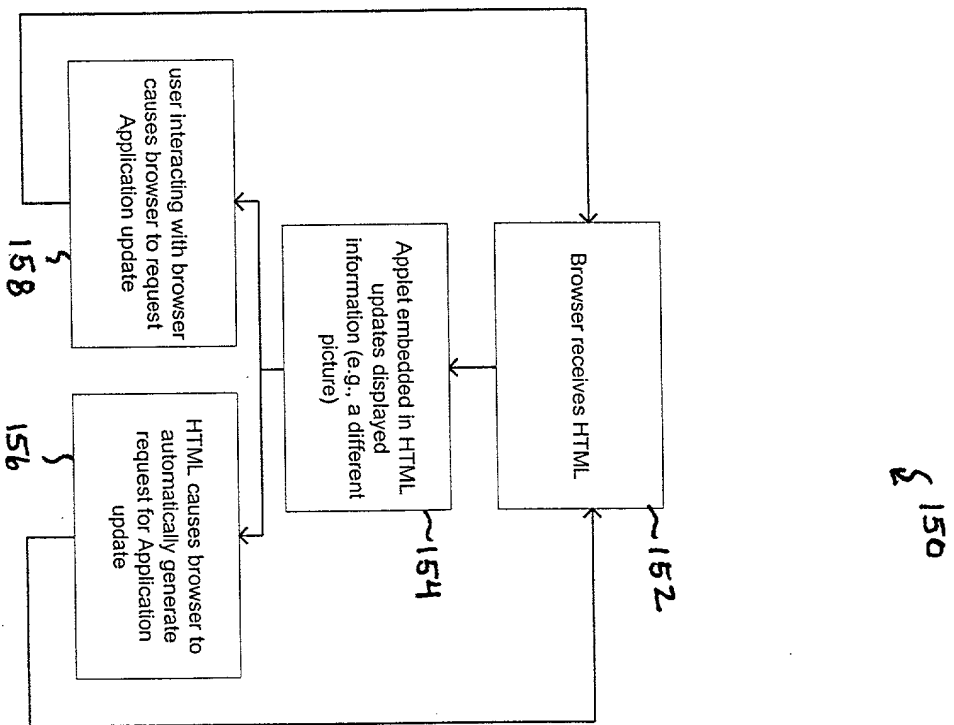 150
Browser receives HTML
152
Applet embedded in HTML
updates displayed
information (e.g., a different
picture)
154
user interacting with browser
causes browser to request
Application update
158
HTML causes browser to
automatically generate
request for Application
update
156